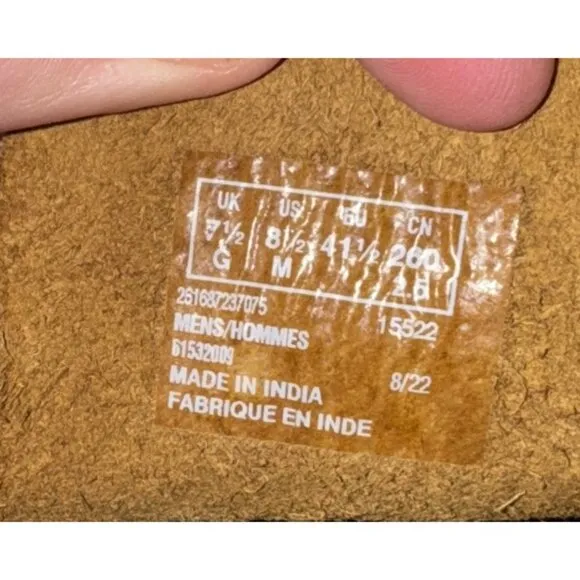 UK US EU CN
7½ 8½ 41½ 260
G M 2.5
261687237075 15522
MENS/HOMMES
61532009
MADE IN INDIA 8/22
FABRIQUE EN INDE